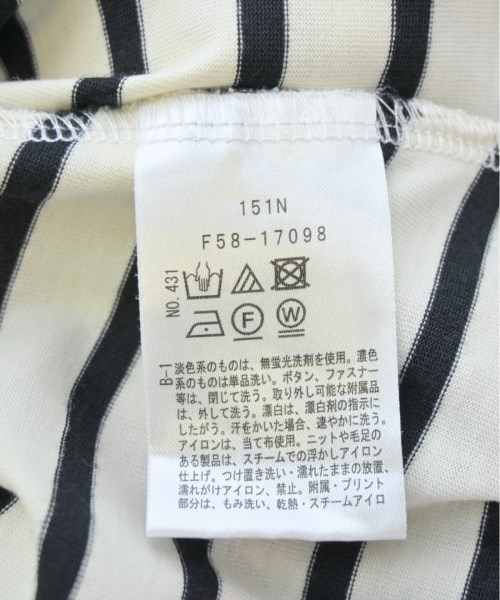 151N
F58-17098
NO. 431
F
W
B-1
淡色系のものは、無蛍光洗剤を使用。濃色
系のものは単品洗い。ボタン、ファスナー
等は、閉じて洗う。取り外し可能な附属品
は、外して洗う。漂白は、漂白剤の指示に
したがう。汗をかいた場合、速やかに洗う。
アイロンは、当て布使用。ニットや毛足の
ある製品は、スチームでの浮かしアイロン
仕上げ。つけ置き洗い・濡れたままの放置、
濡れがけアイロン、禁止。附属・プリント
部分は、もみ洗い、乾熱・スチームアイロ